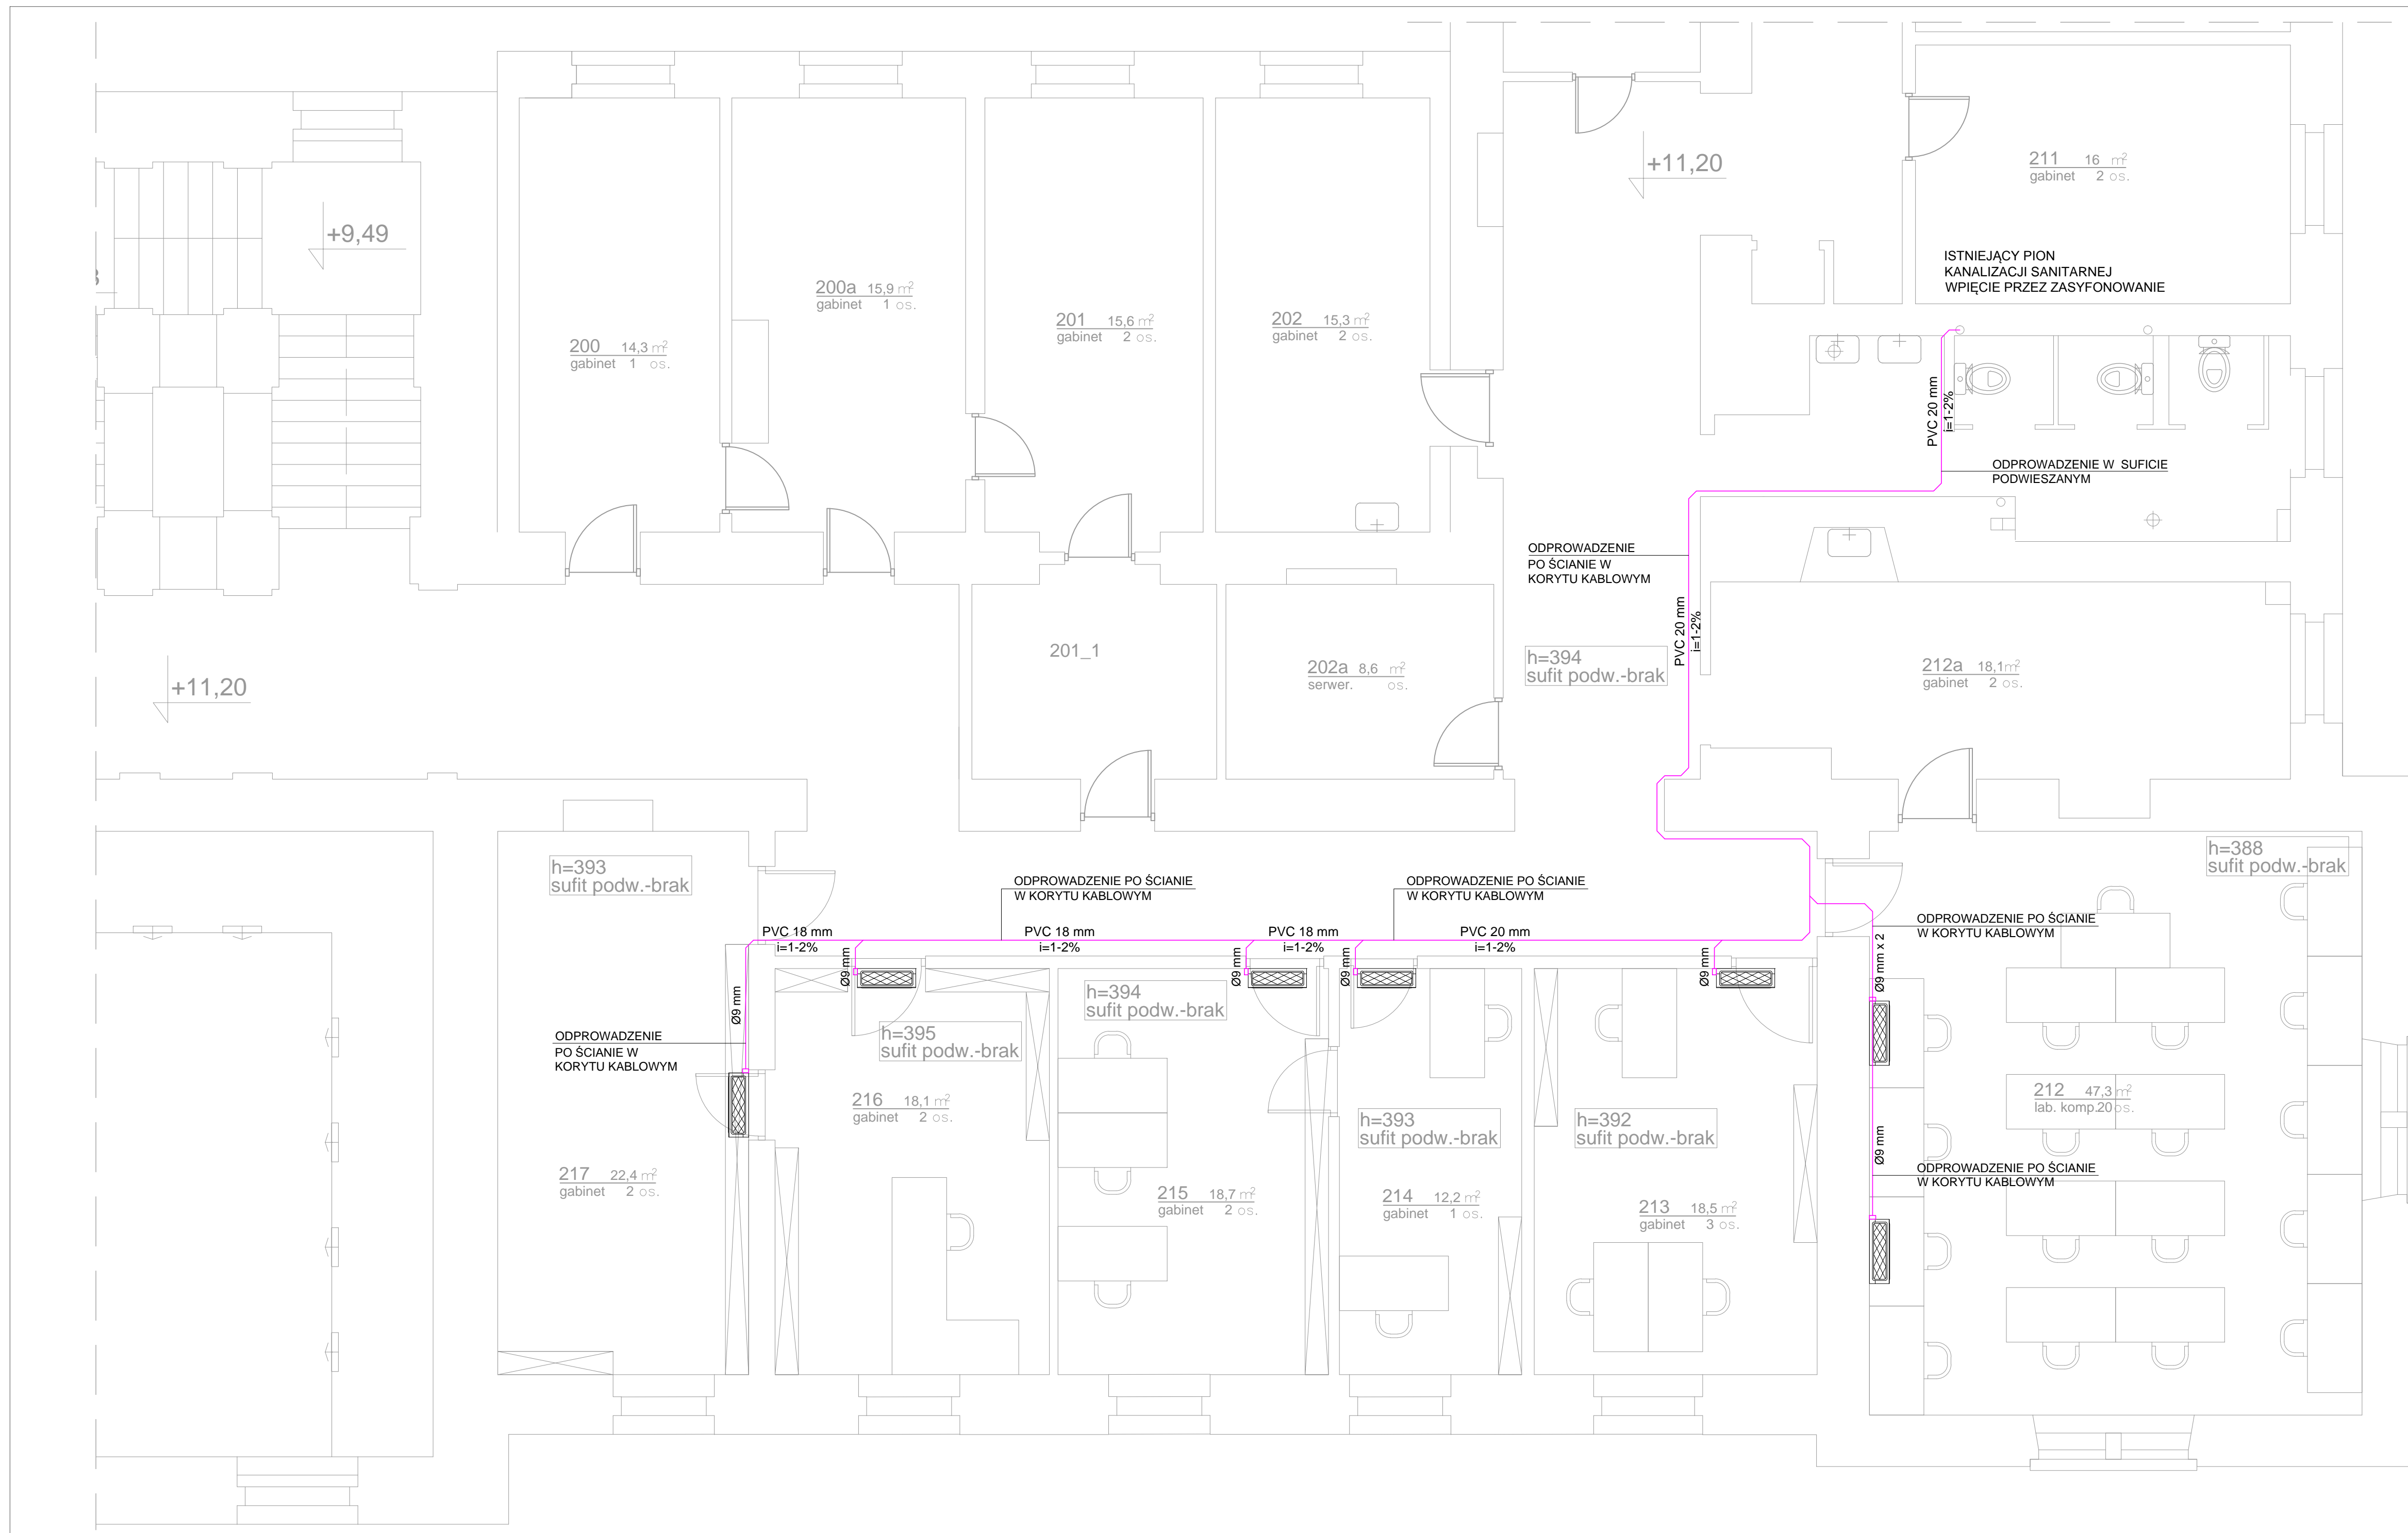 +11,20
211 16 m²
gabinet 2 os.
+9,49
ISTNIEJĄCY PION
KANALIZACJI SANITARNEJ
WPIĘCIE PRZEZ ZASYFONOWANIE
200a 15,9 m²
gabinet 1 os.
201 15,6 m²
gabinet 2 os.
202 15,3 m²
gabinet 2 os.
200 14,3 m²
gabinet 1 os.
PVC 20 mm
i=1-2%
ODPROWADZENIE W SUFICIE
PODWIESZANYM
ODPROWADZENIE
PO ŚCIANIE W
KORYTU KABLOWYM
PVC 20 mm
i=1-2%
201_1
202a 8,6 m²
serwer. os.
h=394
sufit podw.-brak
212a 18,1 m²
gabinet 2 os.
+11,20
h=393
sufit podw.-brak
h=388
sufit podw.-brak
ODPROWADZENIE PO ŚCIANIE
W KORYTU KABLOWYM
ODPROWADZENIE PO ŚCIANIE
W KORYTU KABLOWYM
ODPROWADZENIE PO ŚCIANIE
W KORYTU KABLOWYM
PVC 18 mm
i=1-2%
PVC 18 mm
i=1-2%
PVC 18 mm
i=1-2%
PVC 20 mm
i=1-2%
Ø9 mm
Ø9 mm
Ø9 mm
Ø9 mm
Ø9 mm
Ø9 mm x 2
h=394
sufit podw.-brak
h=395
sufit podw.-brak
ODPROWADZENIE
PO ŚCIANIE W
KORYTU KABLOWYM
216 18,1 m²
gabinet 2 os.
h=393
sufit podw.-brak
h=392
sufit podw.-brak
212 47,3 m²
lab. komp.20 os.
Ø9 mm
ODPROWADZENIE PO ŚCIANIE
W KORYTU KABLOWYM
217 22,4 m²
gabinet 2 os.
215 18,7 m²
gabinet 2 os.
214 12,2 m²
gabinet 1 os.
213 18,5 m²
gabinet 3 os.